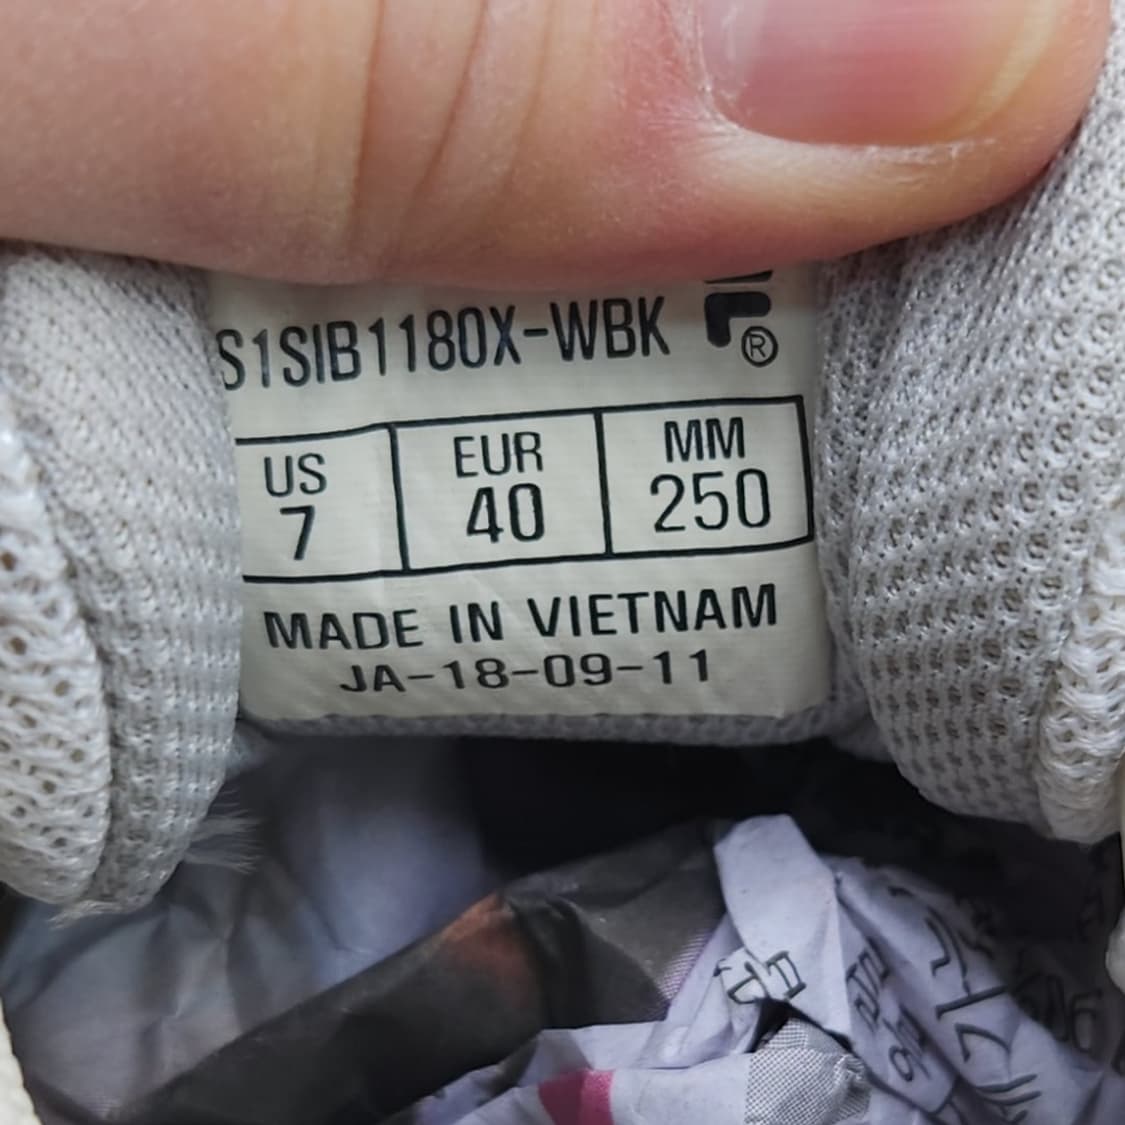 S1SIB1180X-WBK
®
US EUR MM
7 40 250
MADE IN VIETNAM
JA-18-09-11